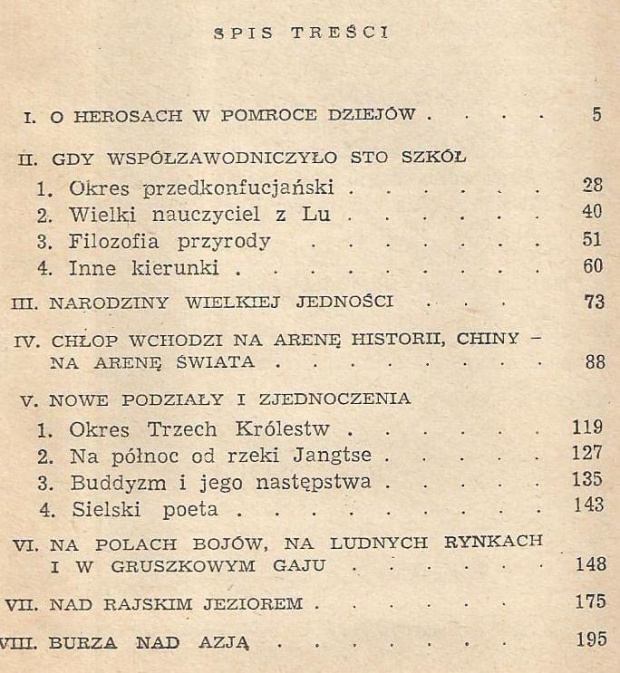 SPIS TREŚCI
I. O HEROSACH W POMROCE DZIEJÓW . . . . 5
II. GDY WSPÓŁZAWODNICZYŁO STO SZKÓŁ
1. Okres przedkonfucjański . . . . . . 28
2. Wielki nauczyciel z Lu . . . . . . 40
3. Filozofia przyrody . . . . . . 51
4. Inne kierunki . . . . . . . . 60
III. NARODZINY WIELKIEJ JEDNOŚCI . . . 73
IV. CHŁOP WCHODZI NA ARENĘ HISTORII, CHINY –
NA ARENĘ ŚWIATA . . . . . . . 88
V. NOWE PODZIAŁY I ZJEDNOCZENIA
1. Okres Trzech Królestw . . . . . . 119
2. Na północ od rzeki Jangtse . . . . . 127
3. Buddyzm i jego następstwa . . . . . 135
4. Sielski poeta . . . . . . . . 143
VI. NA POLACH BOJÓW, NA LUDNYCH RYNKACH
I W GRUSZKOWYM GAJU . . . . . 148
VII. NAD RAJSKIM JEZIOREM . . . . . . 175
VIII. BURZA NAD AZJĄ . . . . . . 195